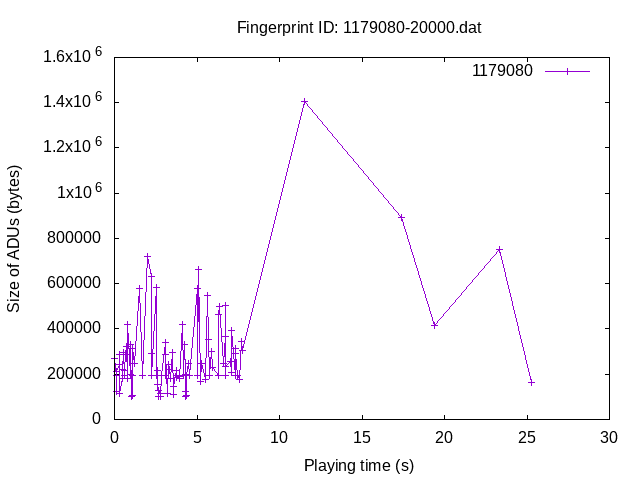 Fingerprint ID: 1179080-20000.dat
1179080
1.6x10^6
1.4x10^6
1.2x10^6
1x10^6
800000
600000
400000
200000
0
Size of ADUs (bytes)
0 5 10 15 20 25 30
Playing time (s)